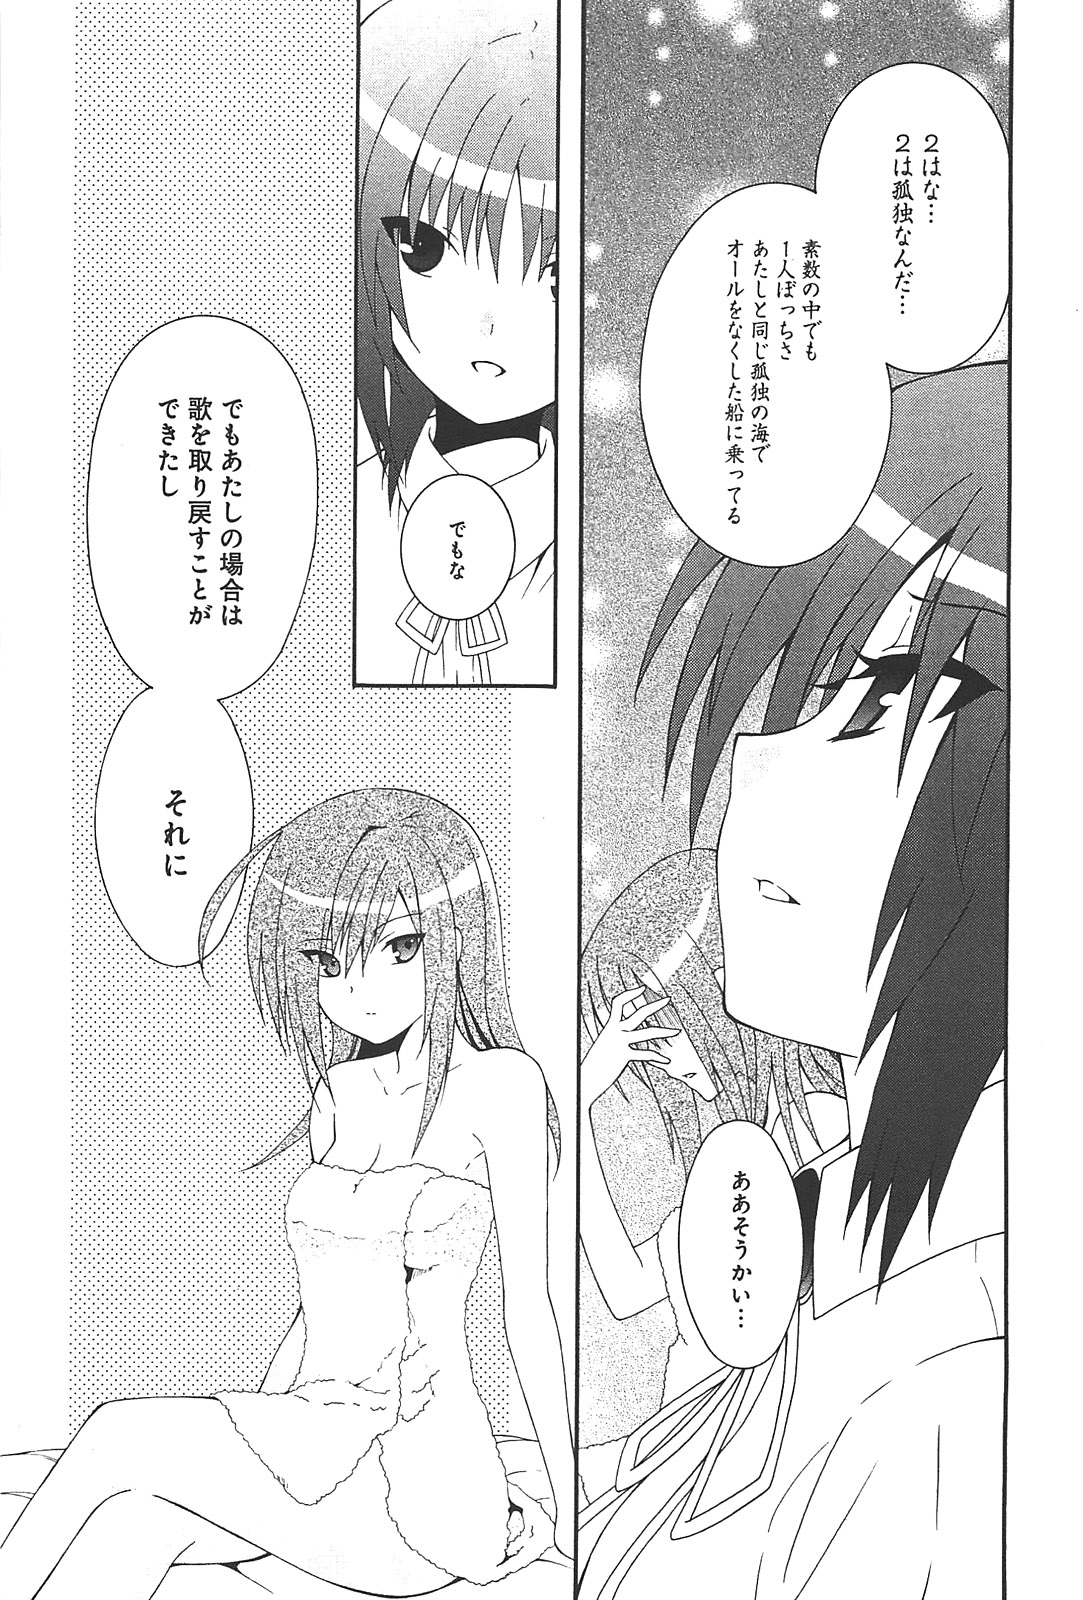 ２はな…
２は孤独なんだ…
素数の中でも
１人ぼっちさ
あたしと同じ孤独の海で
オールをなくした船に乗ってる
ああそうかい…
でもな
でもあたしの場合は
歌を取り戻すことが
できたし
それに